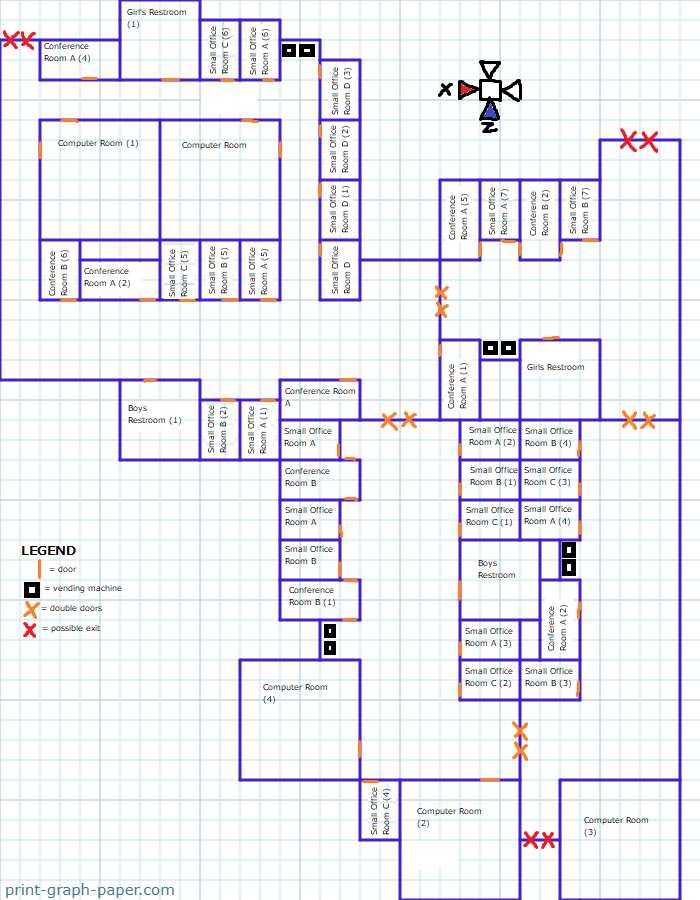 Girl's Restroom
(1)
Conference
Room A (4)
Small Office
Room C (6)
Small Office
Room A (6)
Small Office
Room D (3)
X
N
Computer Room (1)
Computer Room
Small Office
Room D (2)
Small Office
Room D (1)
Small Office
Room D
Conference
Room A (5)
Small Office
Room A (7)
Conference
Room B (2)
Small Office
Room B (7)
Conference
Room B (6)
Conference
Room A (2)
Small Office
Room C (5)
Small Office
Room B (5)
Small Office
Room A (5)
Conference
Room A (1)
Girls Restroom
Boys
Restroom (1)
Small Office
Room B (2)
Small Office
Room A (1)
Conference Room
A
Small Office
Room A
Conference
Room B
Small Office
Room A
Small Office
Room B
Conference
Room B (1)
Small Office
Room A (2)
Small Office
Room B (4)
Small Office
Room B (1)
Small Office
Room C (3)
Small Office
Room C (1)
Small Office
Room A (4)
Boys
Restroom
Conference
Room A (2)
Small Office
Room A (3)
Small Office
Room C (2)
Small Office
Room B (3)
LEGEND
= door
= vending machine
= double doors
= possible exit
Computer Room
(4)
Small Office
Room C (4)
Computer Room
(2)
Computer Room
(3)
print-graph-paper.com